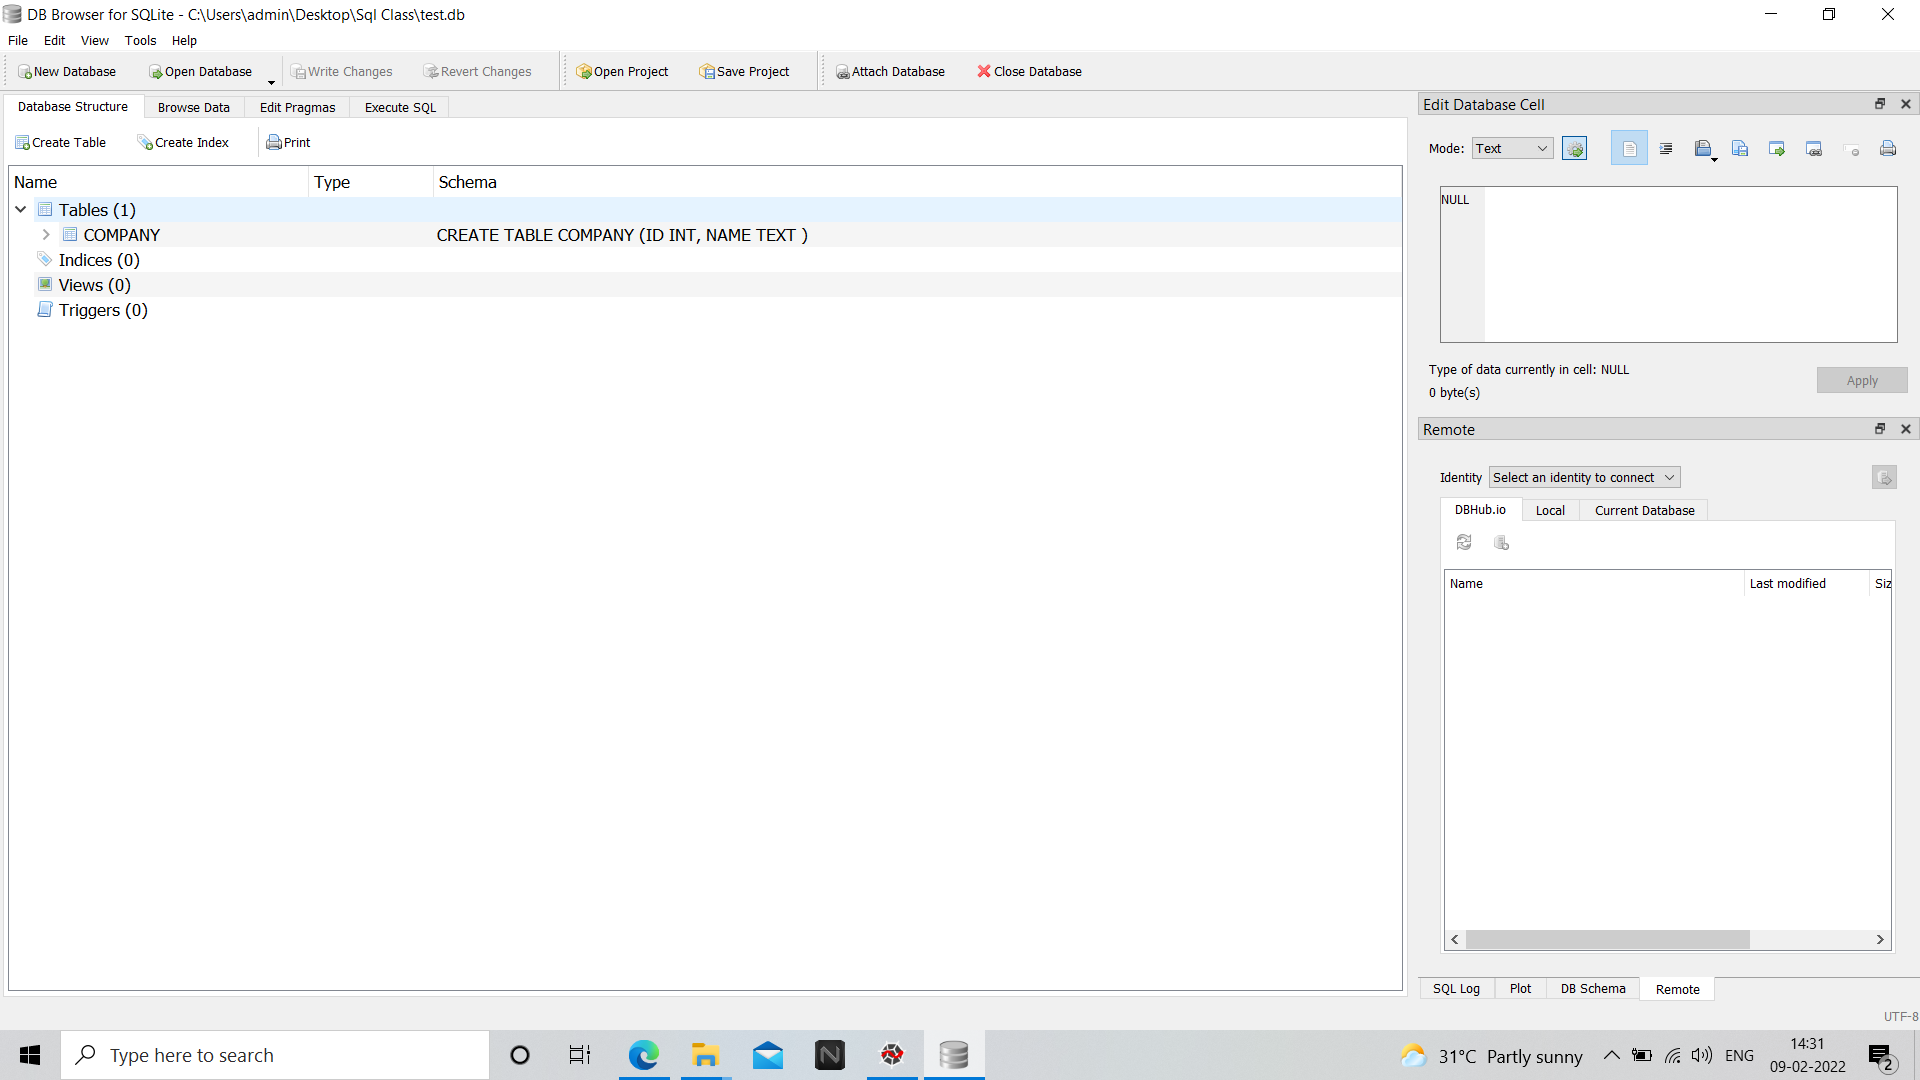 DB Browser for SQLite - C:\Users\admin\Desktop\Sql Class\test.db
File Edit View Tools Help
New Database Open Database Write Changes Revert Changes Open Project Save Project Attach Database Close Database
Database Structure Browse Data Edit Pragmas Execute SQL
Create Table Create Index Print
Name Type Schema
Tables (1)
COMPANY CREATE TABLE COMPANY (ID INT, NAME TEXT )
Indices (0)
Views (0)
Triggers (0)
Edit Database Cell
Mode: Text
NULL
Type of data currently in cell: NULL
0 byte(s)
Apply
Remote
Identity Select an identity to connect
DBHub.io Local Current Database
Name Last modified Siz
SQL Log Plot DB Schema Remote
UTF-8
Type here to search
N
31°C Partly sunny
ENG
14:31
09-02-2022
2